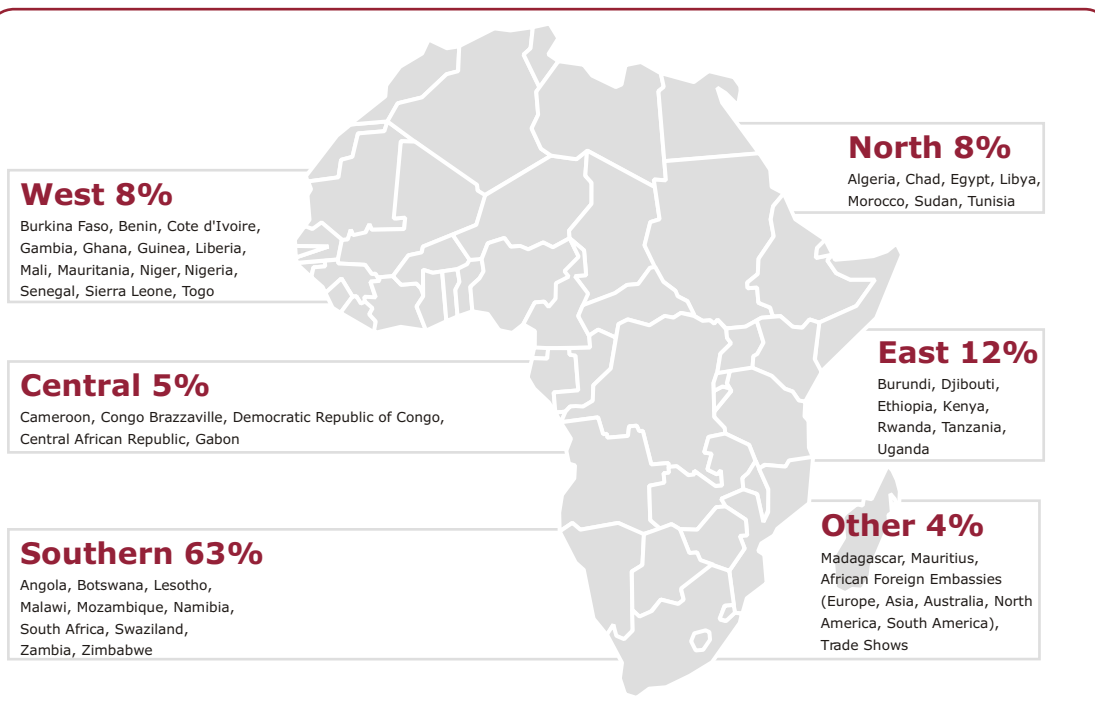 North 8%
Algeria, Chad, Egypt, Libya,
Morocco, Sudan, Tunisia
West 8%
Burkina Faso, Benin, Cote d'Ivoire,
Gambia, Ghana, Guinea, Liberia,
Mali, Mauritania, Niger, Nigeria,
Senegal, Sierra Leone, Togo
East 12%
Burundi, Djibouti,
Ethiopia, Kenya,
Rwanda, Tanzania,
Uganda
Central 5%
Cameroon, Congo Brazzaville, Democratic Republic of Congo,
Central African Republic, Gabon
Other 4%
Madagascar, Mauritius,
African Foreign Embassies
(Europe, Asia, Australia, North
America, South America),
Trade Shows
Southern 63%
Angola, Botswana, Lesotho,
Malawi, Mozambique, Namibia,
South Africa, Swaziland,
Zambia, Zimbabwe